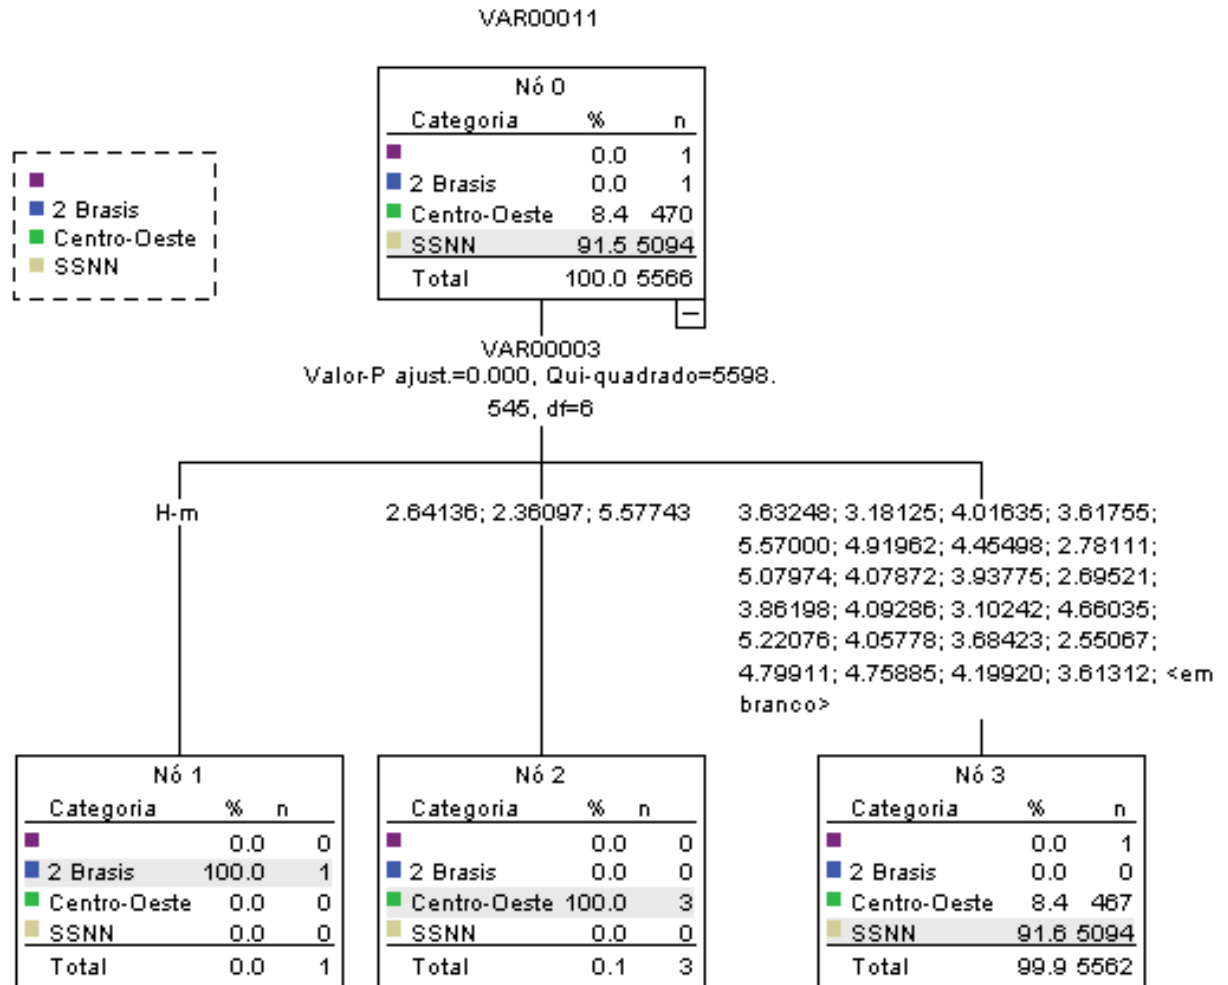 VAR00011
Nó 0
Categoria % n
0.0 1
2 Brasis 0.0 1
Centro-Oeste 8.4 470
SSNN 91.5 5094
Total 100.0 5566
2 Brasis
Centro-Oeste
SSNN
VAR00003
Valor-P ajust.=0.000, Qui-quadrado=5598.
545, df=6
H-m
2.64136; 2.36097; 5.57743
3.63248; 3.18125; 4.01635; 3.61755;
5.57000; 4.91962; 4.45498; 2.78111;
5.07974; 4.07872; 3.93775; 2.69521;
3.86198; 4.09286; 3.10242; 4.66035;
5.22076; 4.05778; 3.68423; 2.55067;
4.79911; 4.75885; 4.19920; 3.61312; <em
branco>
Nó 1
Categoria % n
0.0 0
2 Brasis 100.0 1
Centro-Oeste 0.0 0
SSNN 0.0 0
Total 0.0 1
Nó 2
Categoria % n
0.0 0
2 Brasis 0.0 0
Centro-Oeste 100.0 3
SSNN 0.0 0
Total 0.1 3
Nó 3
Categoria % n
0.0 1
2 Brasis 0.0 0
Centro-Oeste 8.4 467
SSNN 91.6 5094
Total 99.9 5562